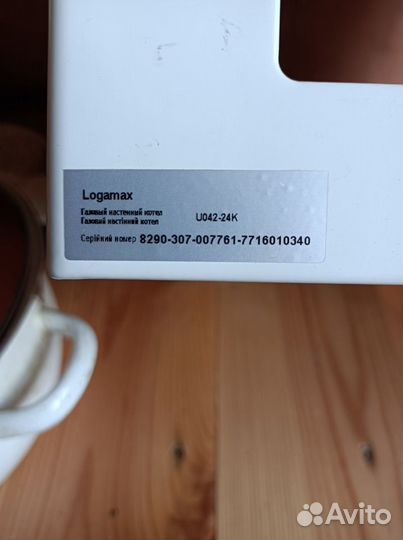 Logamax
Газовый настенный котел
Газовий настінний котел U042-24K
Серійний номер 8290-307-007761-7716010340
Avito